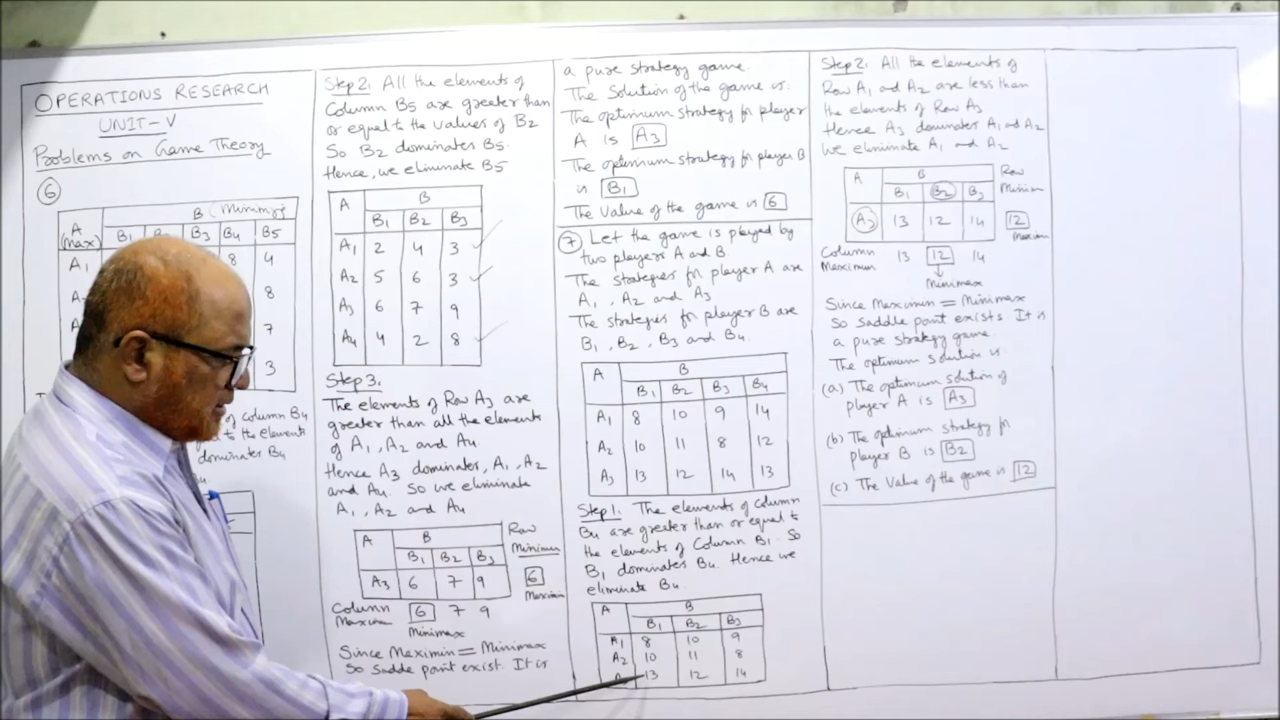 OPERATIONS RESEARCH
UNIT-V
Problems on Game Theory
6
B (Minimizer
A (max) B1 B3 B4 B5
A1 8 4
8
7
3
of column B4
to the elements
dominates B4
Step 2: All the elements of
Column B5 are greater than
or equal to the values of B2
So B2 dominates B5.
Hence, we eliminate B5
A B
B1 B2 B3
A1 2 4 3
A2 5 6 3
A3 6 7 9
A4 4 2 8
Step 3.
The elements of Row A3 are
greater than all the elements
of A1, A2 and A4.
Hence A3 dominates, A1, A2
and A4. So we eliminate
A1, A2 and A4
A B Row Minimum
B1 B2 B3
A3 6 7 9 6 Maximin
Column Maximum 6 7 9
Minimax
Since Maximin = Minimax
So Sadde point exist. It is
a pure strategy game.
The Solution of the game is:
The optimum strategy for player
A is A3
The optimum strategy for player B
is B1
The Value of the game is 6
7 Let the game is played by
two players A and B.
The strategies for player A are
A1, A2 and A3
The strategies for player B are
B1, B2, B3 and B4.
A B
B1 B2 B3 B4
A1 8 10 9 14
A2 10 11 8 12
A3 13 12 14 13
Step 1. The elements of Column
B4 are greater than or equal to
the elements of Column B1. So
B1 dominates B4. Hence we
eliminate B4.
A B
B1 B2 B3
A1 8 10 9
A2 10 11 8
13 12 14
Step 2: All the elements of
Row A1 and A2 are less than
the elements of Row A3
Hence A3 dominates A1 and A2
We eliminate A1 and A2
A B Row Minimum
B1 B2 B3
A3 13 12 14 12 Maximin
Column Maximum 13 12 14
Minimax
Since Maximin = Minimax
So saddle point exists. It is
a pure strategy game.
The optimum solution is
(a) The optimum solution of
player A is A3
(b) The optimum strategy for
player B is B2
(c) The Value of the game is 12